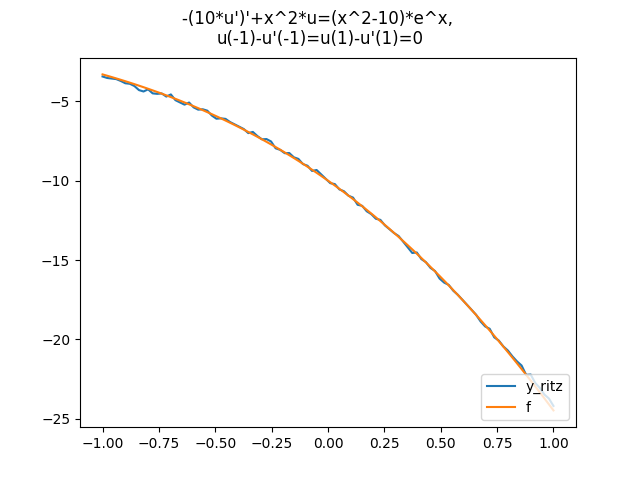 -(10*u')'+x^2*u=(x^2-10)*e^x,
u(-1)-u'(-1)=u(1)-u'(1)=0
−5
−10
−15
−20
−25
−1.00 −0.75 −0.50 −0.25 0.00 0.25 0.50 0.75 1.00
y_ritz
f